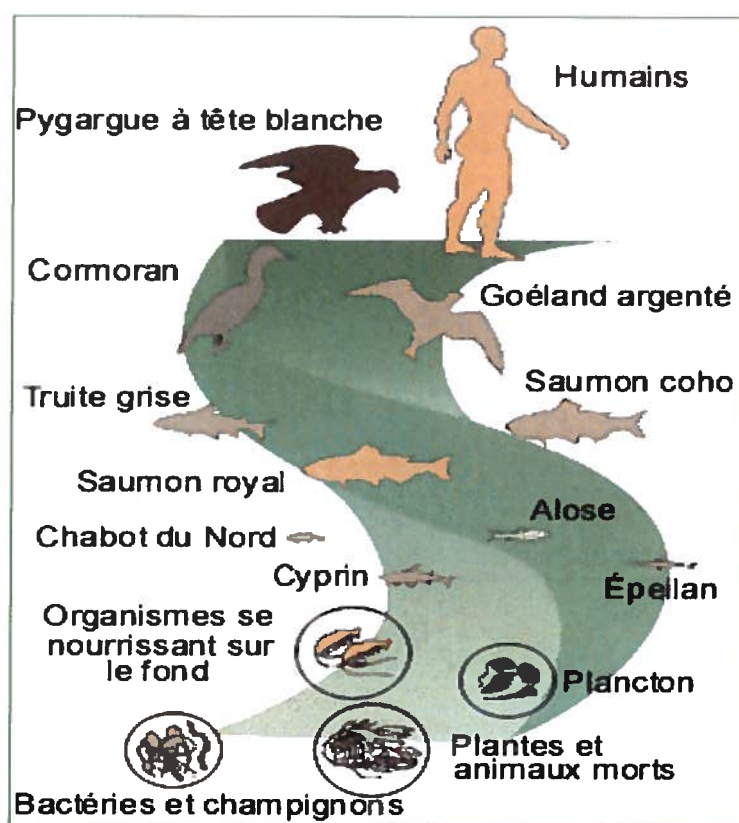 Humains
Pygargue à tête blanche
Cormoran
Goéland argenté
Saumon coho
Truite grise
Saumon royal
Alose
Chabot du Nord
Cyprin
Épeilan
Organismes se
nourrissant sur
le fond
Plancton
Plantes et
animaux morts
Bactéries et champignons